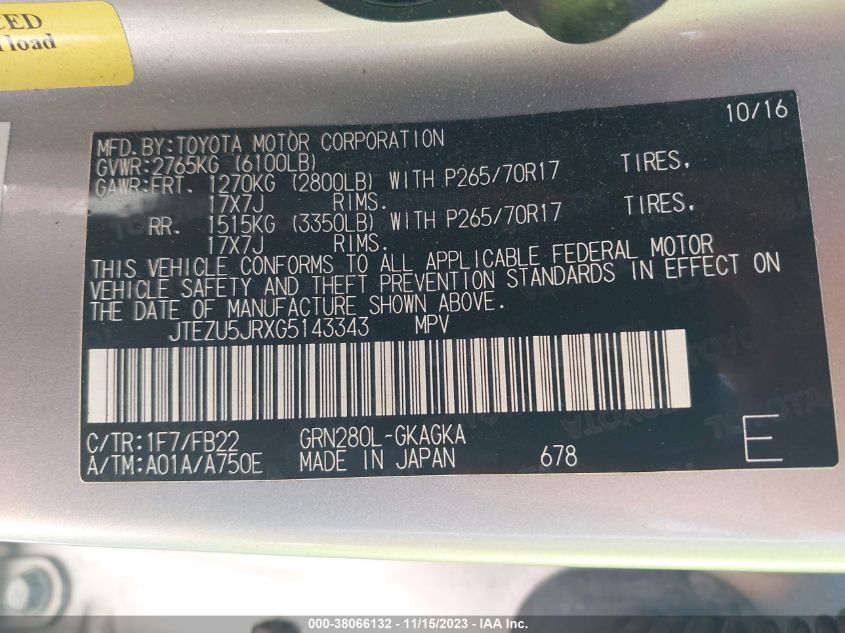 CED
load
10/16
MFD.BY:TOYOTA MOTOR CORPORATION
GVWR:2765KG (6100LB)
GAWR:FRT. 1270KG (2800LB) WITH P265/70R17 TIRES,
17X7J RIMS.
RR. 1515KG (3350LB) WITH P265/70R17 TIRES,
17X7J RIMS.
THIS VEHICLE CONFORMS TO ALL APPLICABLE FEDERAL MOTOR
VEHICLE SAFETY AND THEFT PREVENTION STANDARDS IN EFFECT ON
THE DATE OF MANUFACTURE SHOWN ABOVE.
JTEZU5JRXG5143343 MPV
C/TR:1F7/FB22 GRN280L-GKAGKA
A/TM:A01A/A750E MADE IN JAPAN 678 E
000-38066132 - 11/15/2023 - IAA Inc.